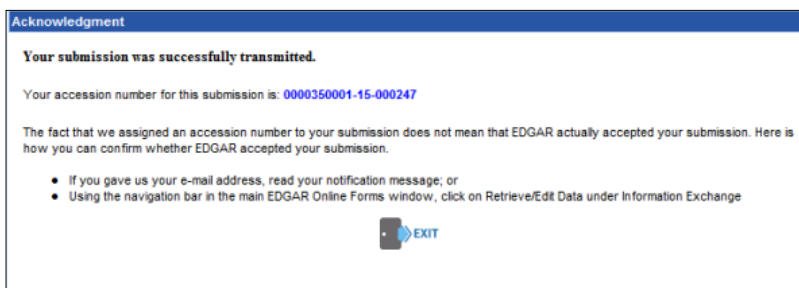 Acknowledgment
Your submission was successfully transmitted.
Your accession number for this submission is: 0000350001-15-000247
The fact that we assigned an accession number to your submission does not mean that EDGAR actually accepted your submission. Here is
how you can confirm whether EDGAR accepted your submission.
• If you gave us your e-mail address, read your notification message; or
• Using the navigation bar in the main EDGAR Online Forms window, click on Retrieve/Edit Data under Information Exchange
EXIT